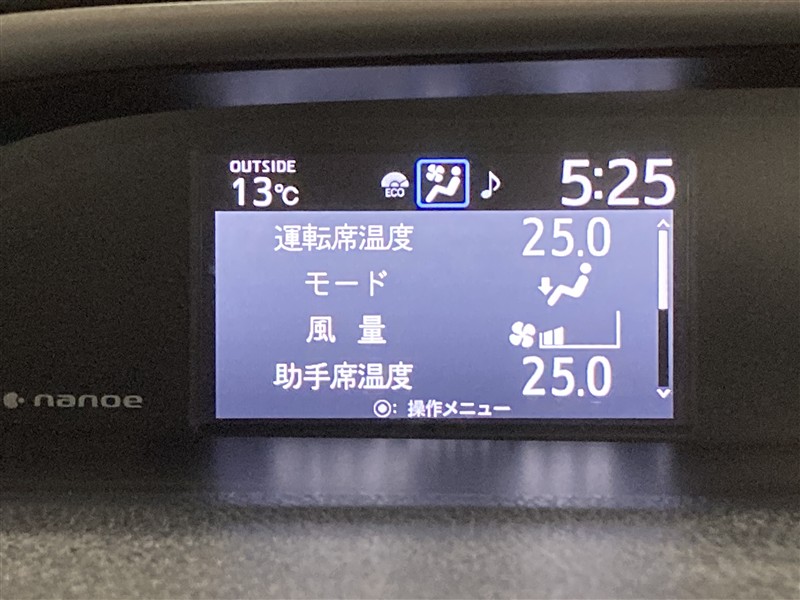 OUTSIDE
13℃ ECO 5:25
運転席温度 25.0
モード
風量
助手席温度 25.0
◉: 操作メニュー
nanoe